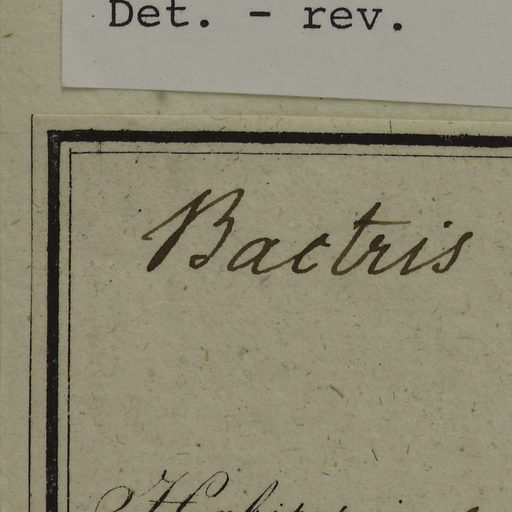 Det. - rev.
Bactris